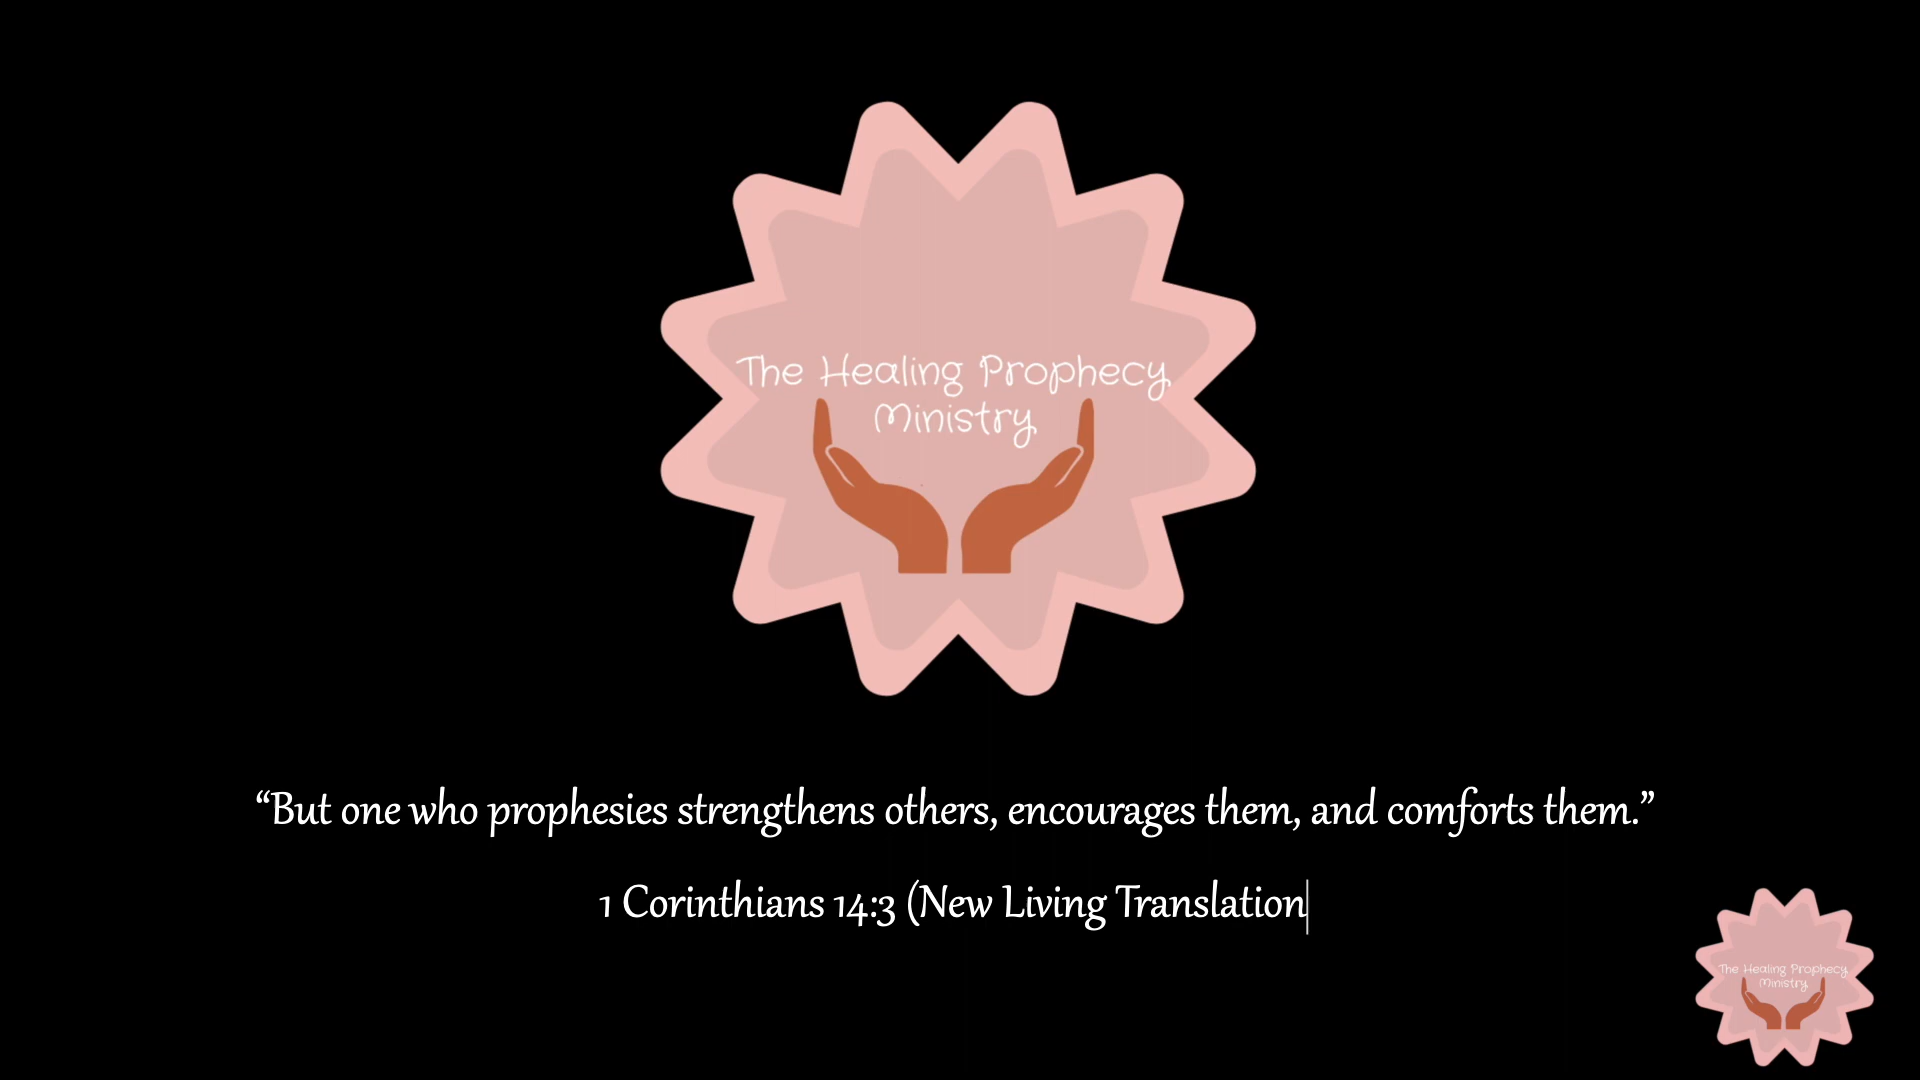 The Healing Prophecy
Ministry
“But one who prophesies strengthens others, encourages them, and comforts them.”
1 Corinthians 14:3 (New Living Translation
The Healing Prophecy
Ministry